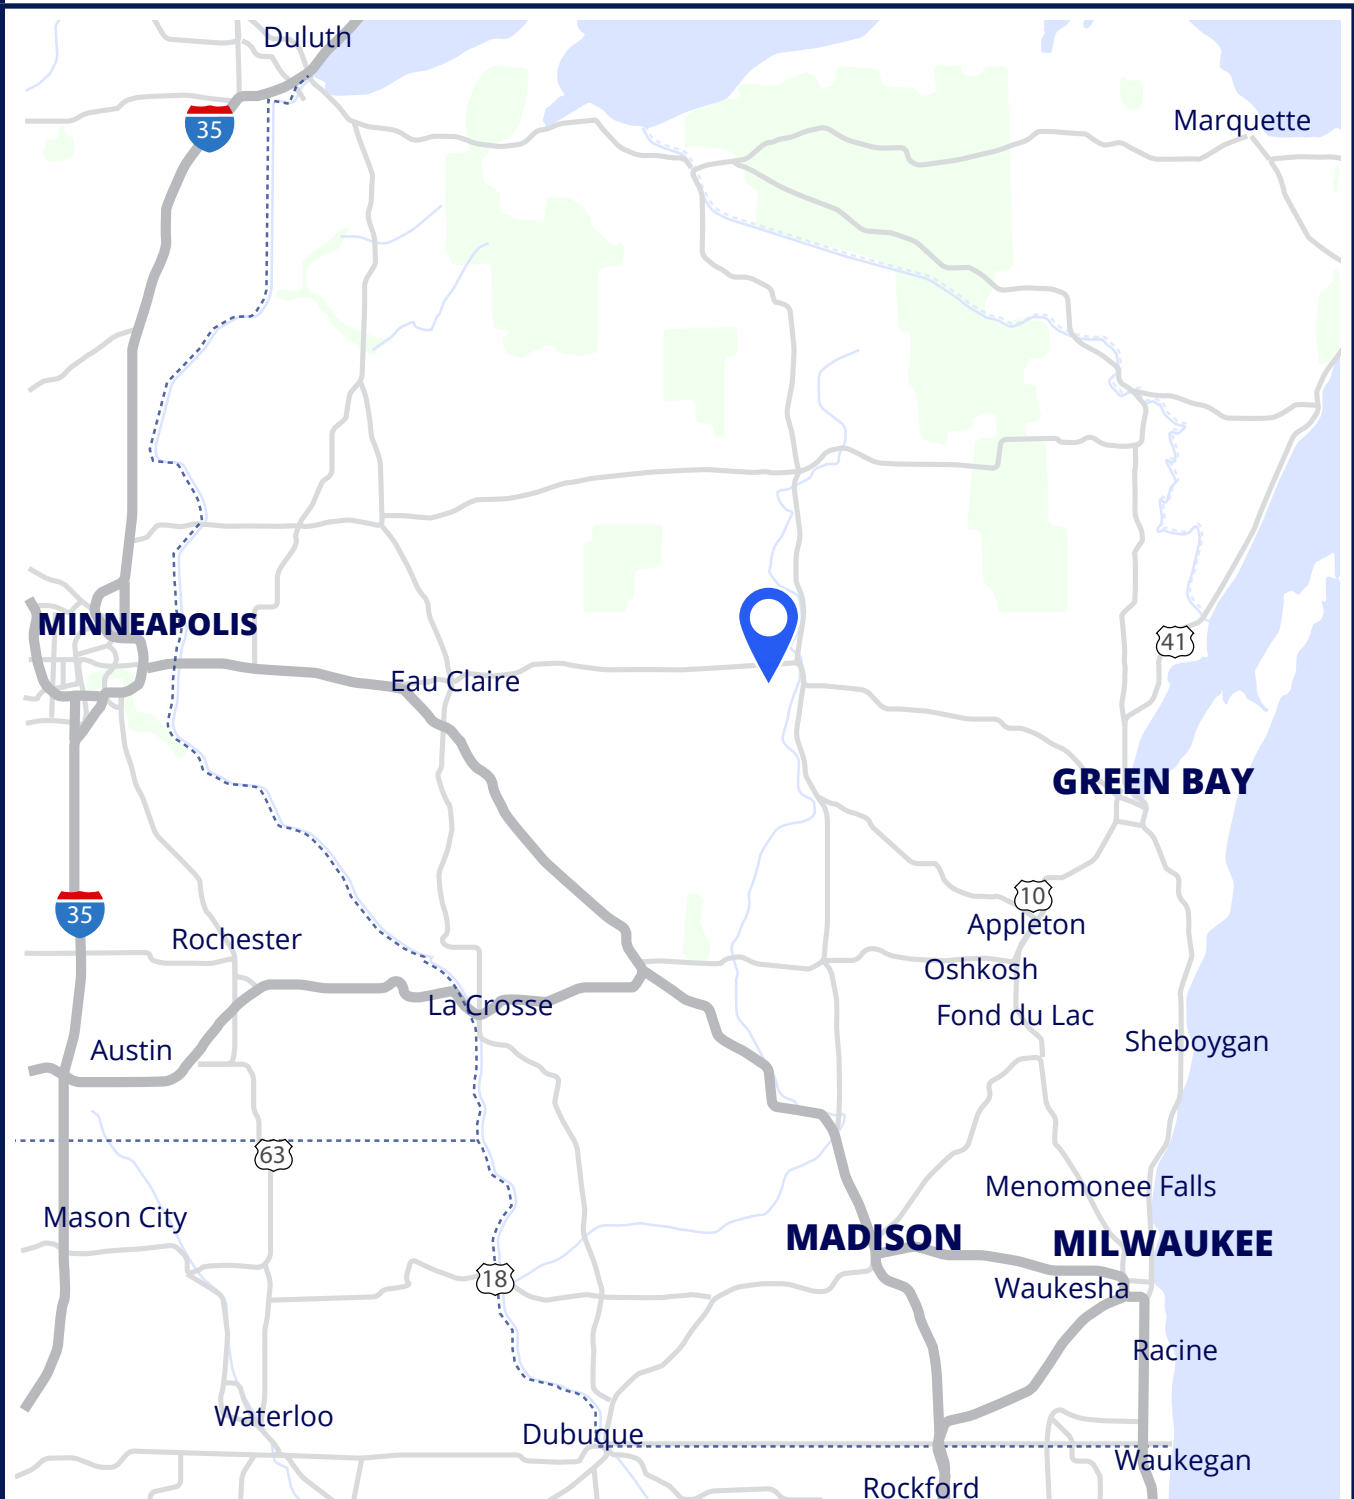 Duluth
35
Marquette
MINNEAPOLIS
41
Eau Claire
GREEN BAY
10
35
Appleton
Rochester
Oshkosh
La Crosse
Fond du Lac
Sheboygan
Austin
63
Menomonee Falls
Mason City
MADISON
MILWAUKEE
18
Waukesha
Racine
Waterloo
Dubuque
Waukegan
Rockford